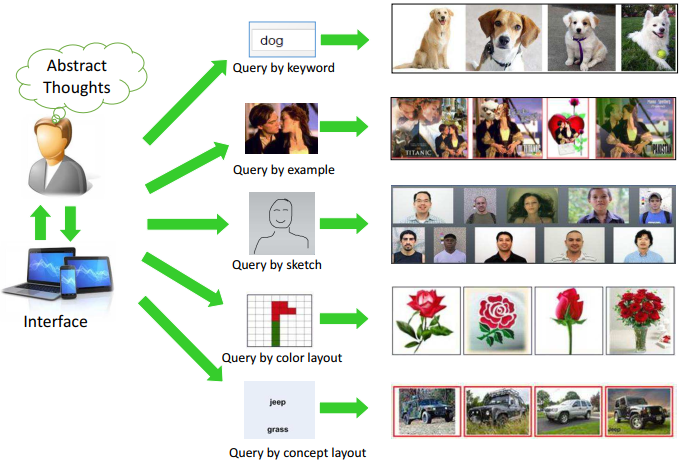 Abstract
Thoughts
Interface
dog
Query by keyword
Query by example
TITANIC
Query by sketch
Query by color layout
jeep
grass
Query by concept layout